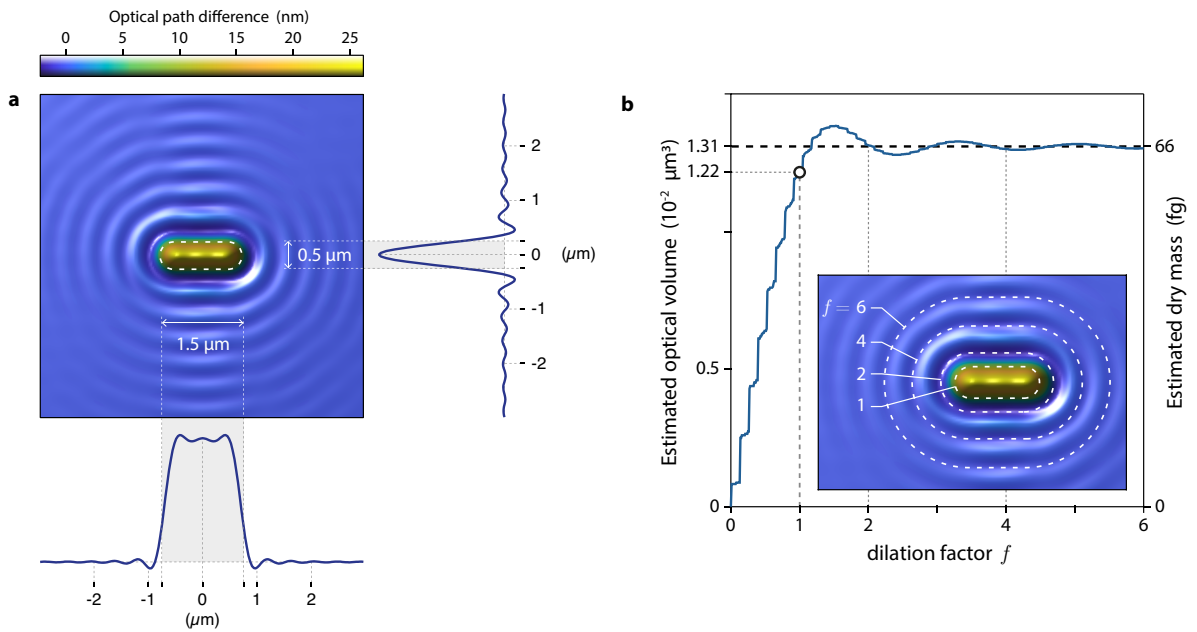 Optical path difference (nm)
0 5 10 15 20 25
a
2
1
0
-1
-2
(µm)
0.5 µm
1.5 µm
-2 -1 0 1 2
(µm)
b
Estimated optical volume (10⁻² µm³)
1.31
1.22
0.5
0
66
0
Estimated dry mass (fg)
f = 6
4
2
1
0 1 2 4 6
dilation factor f